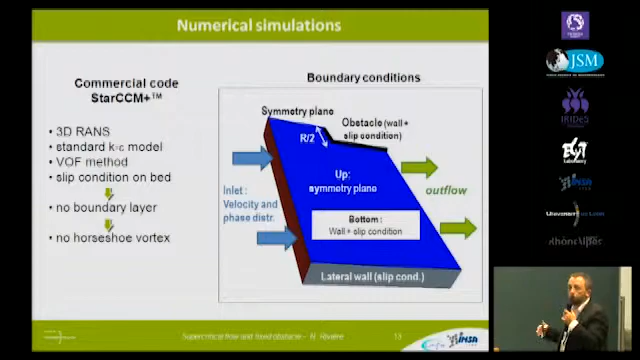 Numerical simulations
Commercial code
StarCCM+™
3D RANS
standard k-ε model
VOF method
slip condition on bed
no boundary layer
no horseshoe vortex
Boundary conditions
Symmetry plane
Obstacle (wall +
slip condition)
R/2
Up:
symmetry plane
Inlet :
Velocity and
phase distr.
outflow
Bottom :
Wall + slip condition
Lateral wall (slip cond.)
Supercritical flow and fixed obstacle - N. Rivière
13
INSA
JSM
IRIDeS
Laboratory
INSA
Université de Lyon